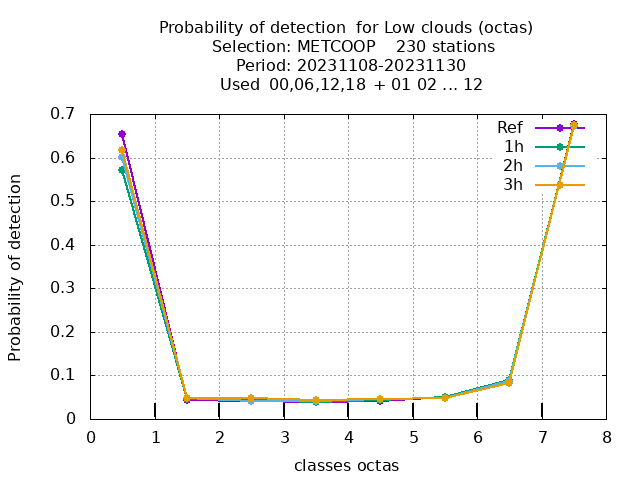 Probability of detection  for Low clouds (octas)
Selection: METCOOP    230 stations
Period: 20231108-20231130
Used  00,06,12,18  + 01 02 ... 12
Probability of detection
0.7
0.6
0.5
0.4
0.3
0.2
0.1
0
Ref
1h
2h
3h
0 1 2 3 4 5 6 7 8
classes octas